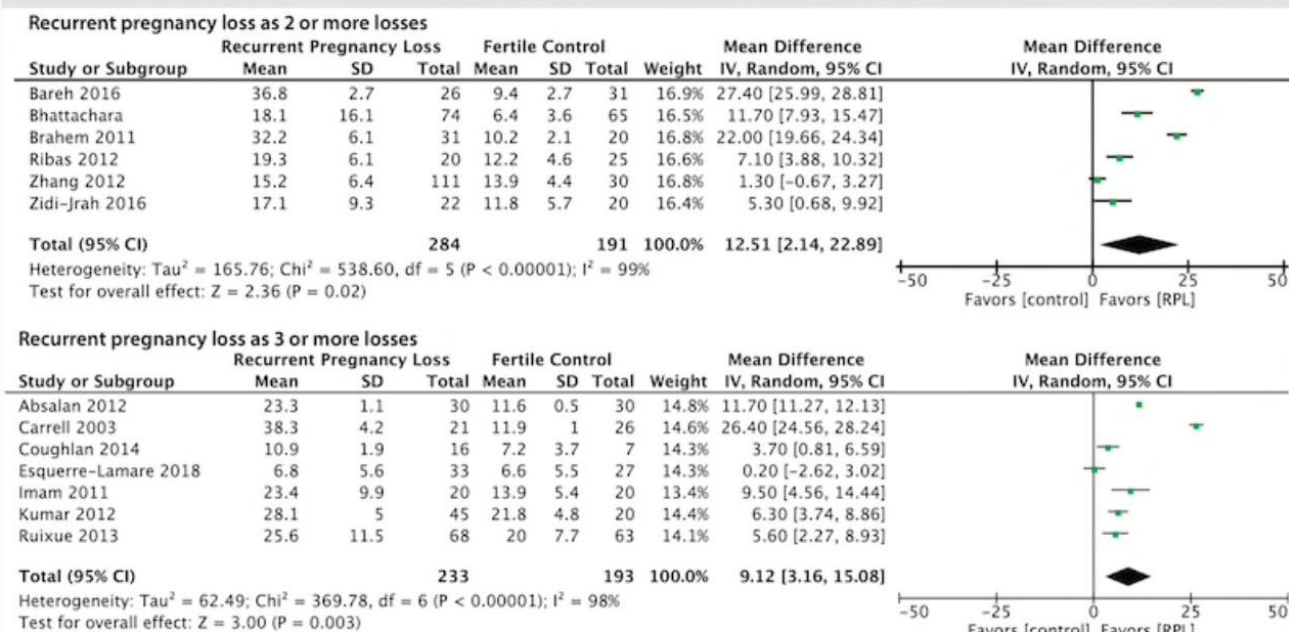 Recurrent pregnancy loss as 2 or more losses
Recurrent Pregnancy Loss Fertile Control Mean Difference Mean Difference
Study or Subgroup Mean SD Total Mean SD Total Weight IV, Random, 95% CI IV, Random, 95% CI
Bareh 2016 36.8 2.7 26 9.4 2.7 31 16.9% 27.40 [25.99, 28.81]
Bhattachara 18.1 16.1 74 6.4 3.6 65 16.5% 11.70 [7.93, 15.47]
Brahem 2011 32.2 6.1 31 10.2 2.1 20 16.8% 22.00 [19.66, 24.34]
Ribas 2012 19.3 6.1 20 12.2 4.6 25 16.6% 7.10 [3.88, 10.32]
Zhang 2012 15.2 6.4 111 13.9 4.4 30 16.8% 1.30 [-0.67, 3.27]
Zidi-Jrah 2016 17.1 9.3 22 11.8 5.7 20 16.4% 5.30 [0.68, 9.92]
Total (95% CI) 284 191 100.0% 12.51 [2.14, 22.89]
Heterogeneity: Tau² = 165.76; Chi² = 538.60, df = 5 (P < 0.00001); I² = 99%
Test for overall effect: Z = 2.36 (P = 0.02)
-50 -25 0 25 50
Favors [control] Favors [RPL]
Recurrent pregnancy loss as 3 or more losses
Recurrent Pregnancy Loss Fertile Control Mean Difference Mean Difference
Study or Subgroup Mean SD Total Mean SD Total Weight IV, Random, 95% CI IV, Random, 95% CI
Absalan 2012 23.3 1.1 30 11.6 0.5 30 14.8% 11.70 [11.27, 12.13]
Carrell 2003 38.3 4.2 21 11.9 1 26 14.6% 26.40 [24.56, 28.24]
Coughlan 2014 10.9 1.9 16 7.2 3.7 7 14.3% 3.70 [0.81, 6.59]
Esquerre-Lamare 2018 6.8 5.6 33 6.6 5.5 27 14.3% 0.20 [-2.62, 3.02]
Imam 2011 23.4 9.9 20 13.9 5.4 20 13.4% 9.50 [4.56, 14.44]
Kumar 2012 28.1 5 45 21.8 4.8 20 14.4% 6.30 [3.74, 8.86]
Ruixue 2013 25.6 11.5 68 20 7.7 63 14.1% 5.60 [2.27, 8.93]
Total (95% CI) 233 193 100.0% 9.12 [3.16, 15.08]
Heterogeneity: Tau² = 62.49; Chi² = 369.78, df = 6 (P < 0.00001); I² = 98%
Test for overall effect: Z = 3.00 (P = 0.003)
-50 -25 0 25 50
Favors [control] Favors [RPL]